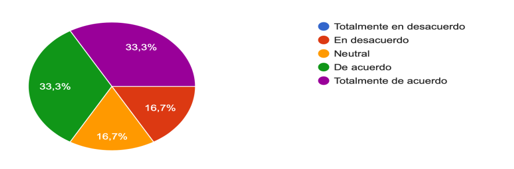 Totalmente en desacuerdo
En desacuerdo
Neutral
De acuerdo
Totalmente de acuerdo
33,3%
33,3%
16,7%
16,7%